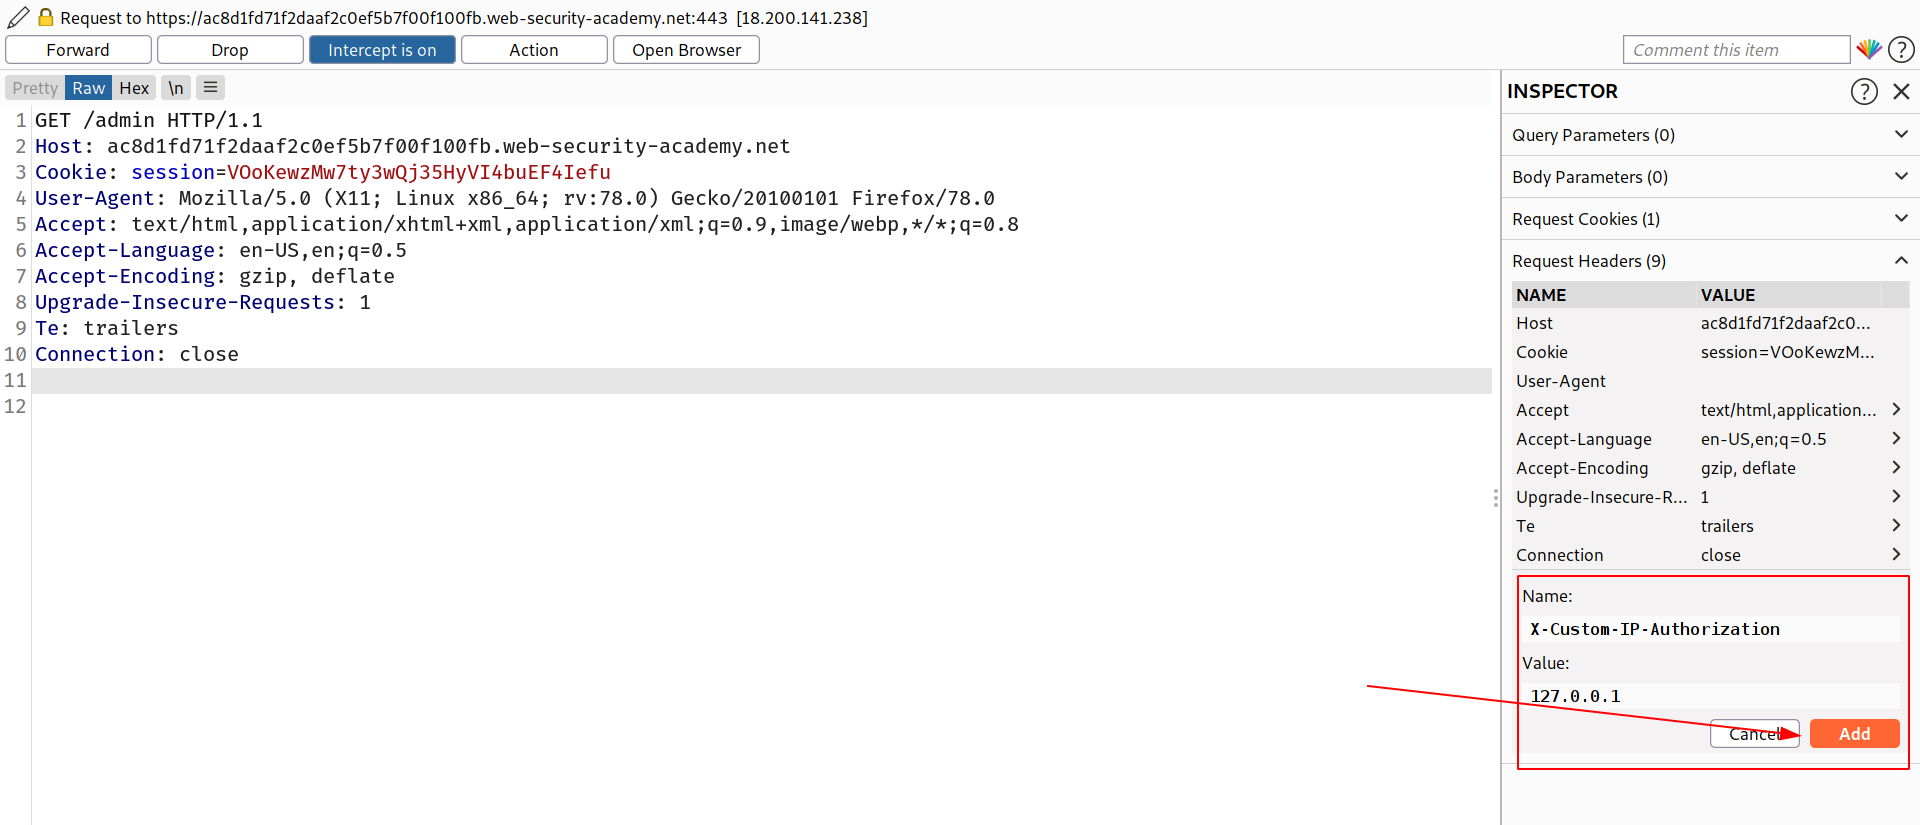 Request to https://ac8d1fd71f2daaf2c0ef5b7f00f100fb.web-security-academy.net:443 [18.200.141.238]
Forward Drop Intercept is on Action Open Browser Comment this item ?
Pretty Raw Hex \n ≡
INSPECTOR ?
1 GET /admin HTTP/1.1
2 Host: ac8d1fd71f2daaf2c0ef5b7f00f100fb.web-security-academy.net
3 Cookie: session=VOoKewzMw7ty3wQj35HyVI4buEF4Iefu
4 User-Agent: Mozilla/5.0 (X11; Linux x86_64; rv:78.0) Gecko/20100101 Firefox/78.0
5 Accept: text/html,application/xhtml+xml,application/xml;q=0.9,image/webp,*/*;q=0.8
6 Accept-Language: en-US,en;q=0.5
7 Accept-Encoding: gzip, deflate
8 Upgrade-Insecure-Requests: 1
9 Te: trailers
10 Connection: close
11
12
Query Parameters (0)
Body Parameters (0)
Request Cookies (1)
Request Headers (9)
NAME VALUE
Host ac8d1fd71f2daaf2c0...
Cookie session=VOoKewzM...
User-Agent
Accept text/html,application...
Accept-Language en-US,en;q=0.5
Accept-Encoding gzip, deflate
Upgrade-Insecure-R... 1
Te trailers
Connection close
Name:
X-Custom-IP-Authorization
Value:
127.0.0.1
Cancel Add